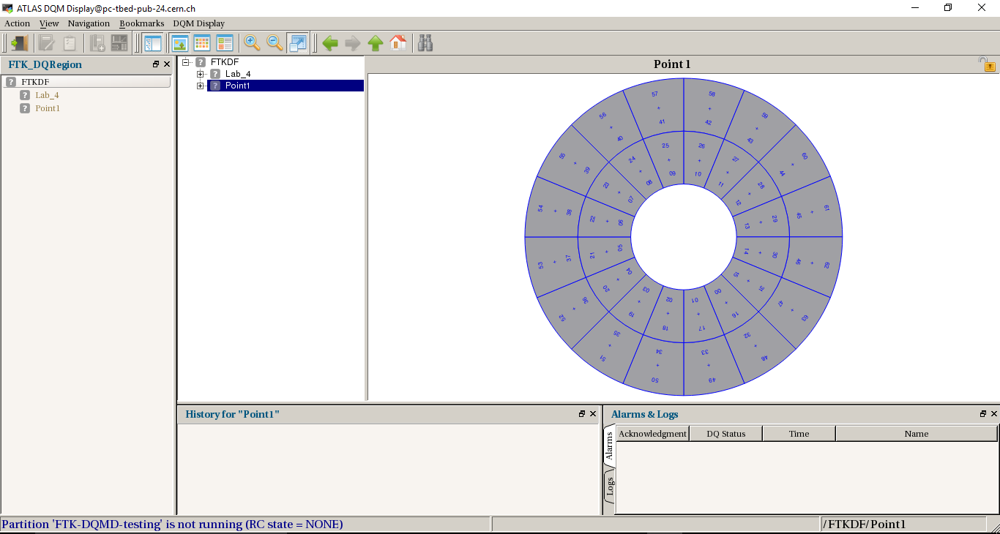 ATLAS DQM Display@pc-tbed-pub-24.cern.ch
Action View Navigation Bookmarks DQM Display
FTK_DQRegion
FTKDF
Lab_4
Point1
FTKDF
Lab_4
Point1
Point 1
57 58
56 59
41 42
55 40 43 60
25 26
39 24 27 44
09 10
23 08 11 28
54 38 22 07 12 29 45 61
06 13
53 37 21 05 14 30 46 62
04 15
20 03 00 31
52 36 02 01 47 63
19 16
18 17
35 32
34 33
51 48
50 49
History for "Point1"
Alarms & Logs
Alarms
Logs
Acknowledgment DQ Status Time Name
Partition 'FTK-DQMD-testing' is not running (RC state = NONE)
/FTKDF/Point1